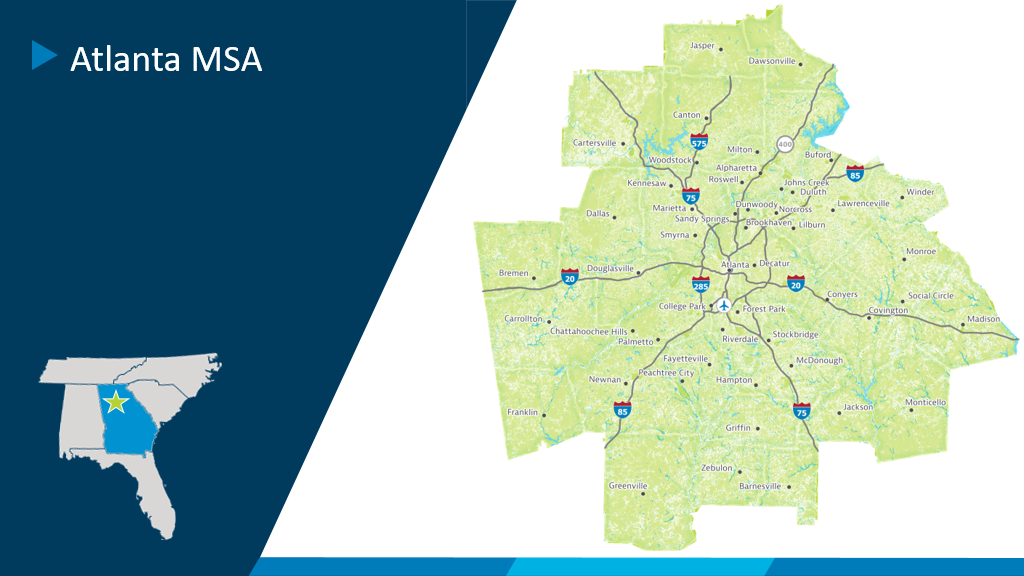 Atlanta MSA
Jasper
Dawsonville
Canton
575
Cartersville
400
Milton
Buford
Woodstock
Alpharetta
85
Kennesaw
Roswell
Johns Creek
Duluth
Winder
75
Marietta
Dunwoody
Norcross
Lawrenceville
Dallas
Sandy Springs
Brookhaven
Lilburn
Smyrna
Monroe
Bremen
20
Douglasville
Atlanta
Decatur
285
20
Conyers
Social Circle
College Park
Forest Park
Covington
Madison
Carrollton
Chattahoochee Hills
Palmetto
Riverdale
Stockbridge
Fayetteville
McDonough
Peachtree City
Newnan
Hampton
Franklin
85
75
Jackson
Monticello
Griffin
Zebulon
Greenville
Barnesville